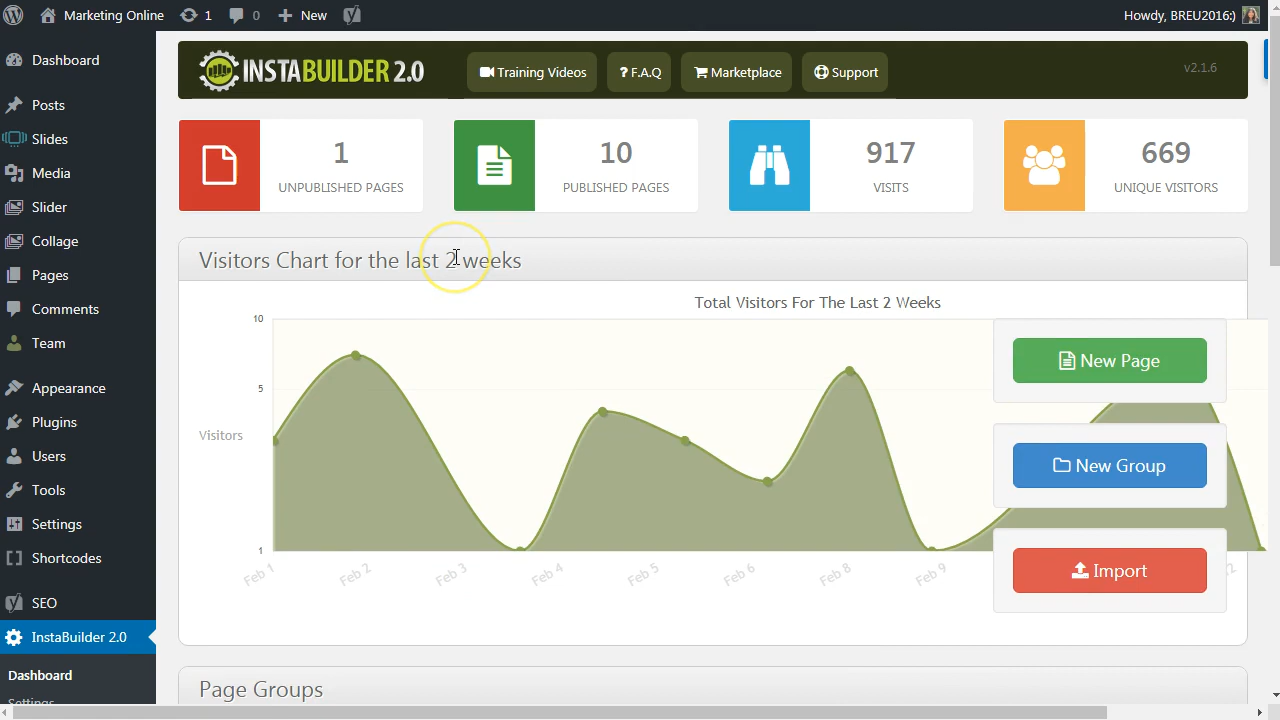 Marketing Online
1
0
New
Howdy, BREU2016:)
Dashboard
Posts
Slides
Media
Slider
Collage
Pages
Comments
Team
Appearance
Plugins
Users
Tools
Settings
Shortcodes
SEO
InstaBuilder 2.0
Dashboard
Settings
INSTABUILDER 2.0
Training Videos
? F.A.Q
Marketplace
Support
v2.1.6
1
UNPUBLISHED PAGES
10
PUBLISHED PAGES
917
VISITS
669
UNIQUE VISITORS
Visitors Chart for the last 2 weeks
Total Visitors For The Last 2 Weeks
10
5
1
Visitors
Feb 1
Feb 2
Feb 3
Feb 4
Feb 5
Feb 6
Feb 8
Feb 9
New Page
New Group
Import
Page Groups